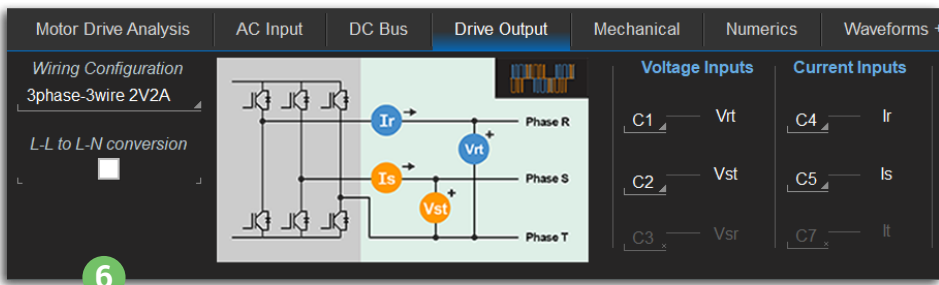 Motor Drive Analysis AC Input DC Bus Drive Output Mechanical Numerics Waveforms +
Wiring Configuration
3phase-3wire 2V2A
L-L to L-N conversion
Ir
Phase R
Vrt
+
Is
Phase S
Vst
+
Phase T
Voltage Inputs Current Inputs
C1 Vrt C4 Ir
C2 Vst C5 Is
C3 Vsr C7 It
6